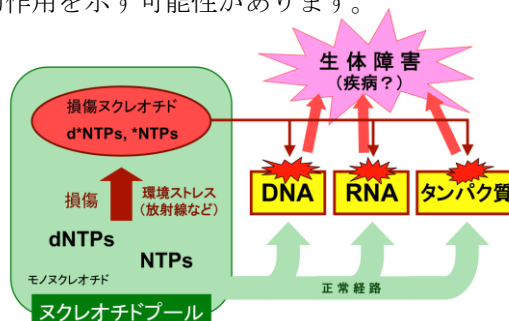 作用を示す可能性があります。
生体障害
(疾病？)
損傷ヌクレオチド
d*NTPs, *NTPs
損傷
環境ストレス
(放射線など)
DNA
RNA
タンパク質
dNTPs
NTPs
モノヌクレオチド
正常経路
ヌクレオチドプール